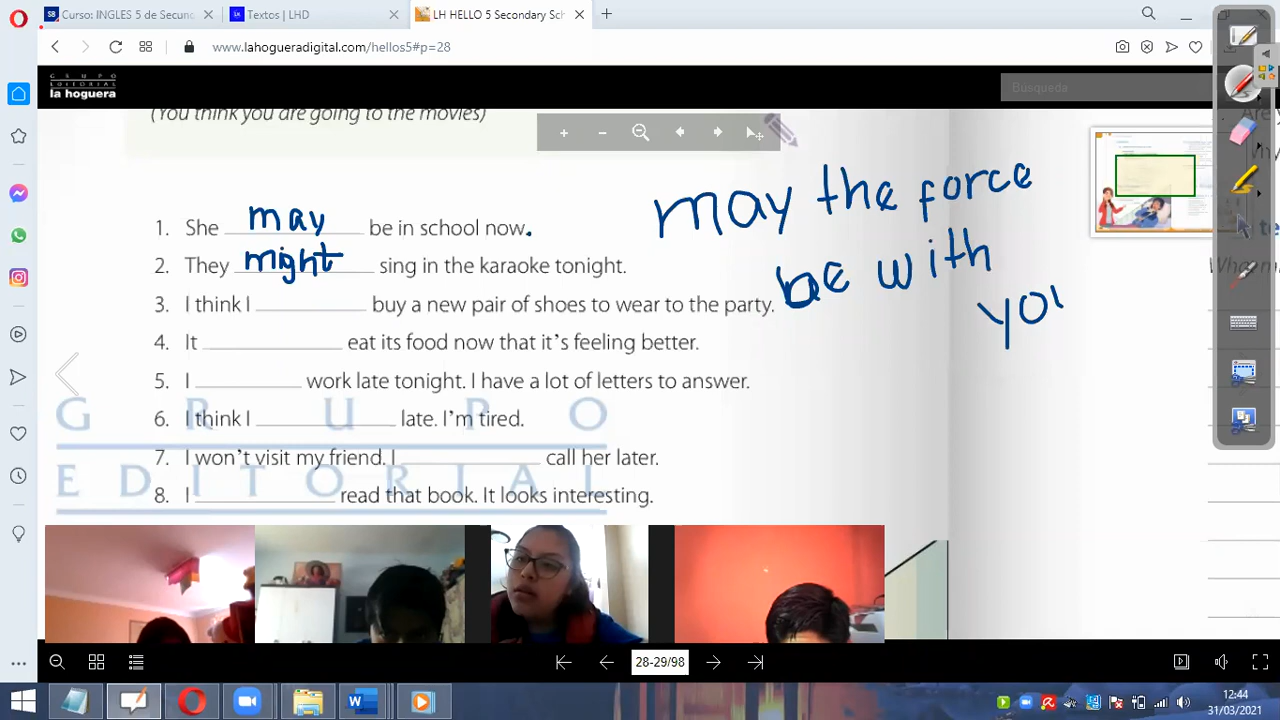 Curso: INGLES 5 de Secund
Textos | LHD
LH HELLO 5 Secondary Sch
www.lahogueradigital.com/hellos5#p=28
GRUPO
EDITORIAL
la hoguera
Búsqueda
(You think you are going to the movies)
may the force
be with
you
1. She may be in school now.
2. They might sing in the karaoke tonight.
3. I think I buy a new pair of shoes to wear to the party.
4. It eat its food now that it's feeling better.
5. I work late tonight. I have a lot of letters to answer.
6. I think I late. I'm tired.
7. I won't visit my friend. I call her later.
8. I read that book. It looks interesting.
GRUPO
EDITORIAL
28-29/98
12:44
31/03/2021